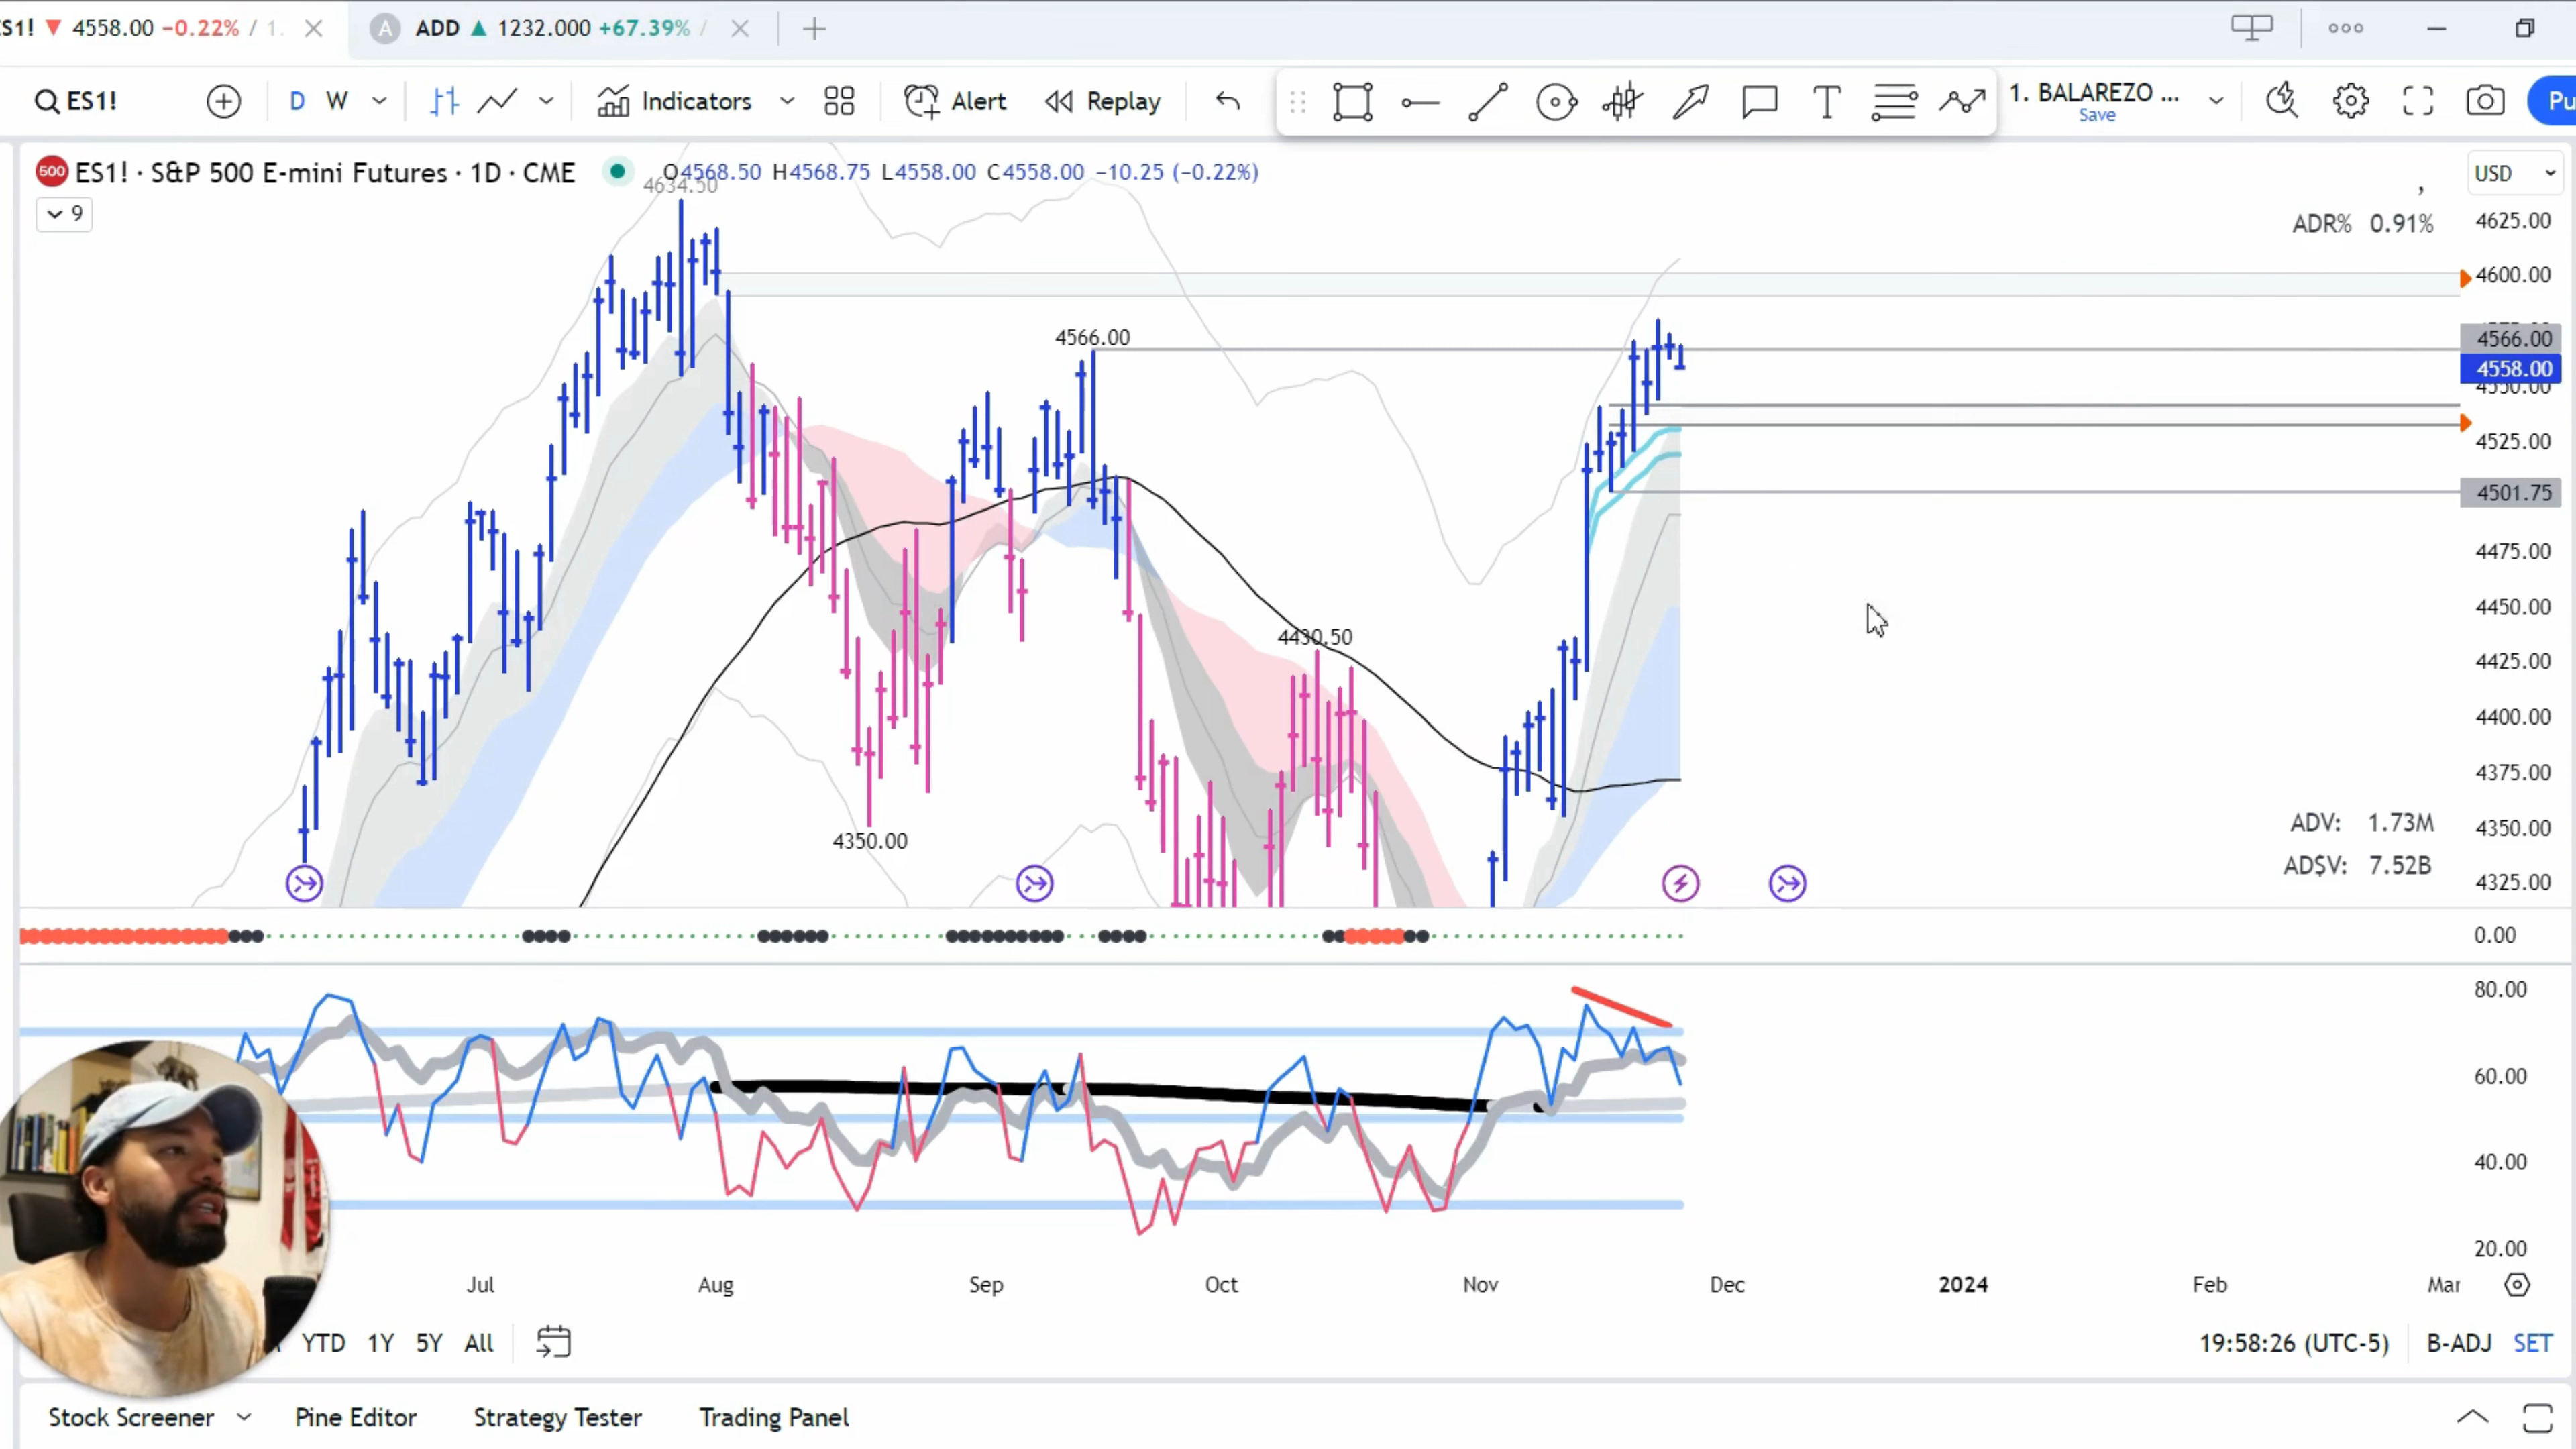 ES1! ▼ 4558.00 −0.22% / 1.
A ADD ▲ 1232.000 +67.39% /
ES1!
D W
Indicators
Alert
Replay
1. BALAREZO ...
Save
Pu
500 ES1! · S&P 500 E-mini Futures · 1D · CME
O4568.50 H4568.75 L4558.00 C4558.00 −10.25 (−0.22%)
USD
9
4634.50
ADR% 0.91%
4625.00
4600.00
4566.00
4566.00
4558.00
4550.00
4525.00
4501.75
4475.00
4450.00
4430.50
4425.00
4400.00
4375.00
4350.00
ADV: 1.73M
4350.00
AD$V: 7.52B
4325.00
0.00
80.00
60.00
40.00
20.00
Jul Aug Sep Oct Nov Dec 2024 Feb Mar
YTD 1Y 5Y All
19:58:26 (UTC-5) B-ADJ SET
Stock Screener Pine Editor Strategy Tester Trading Panel